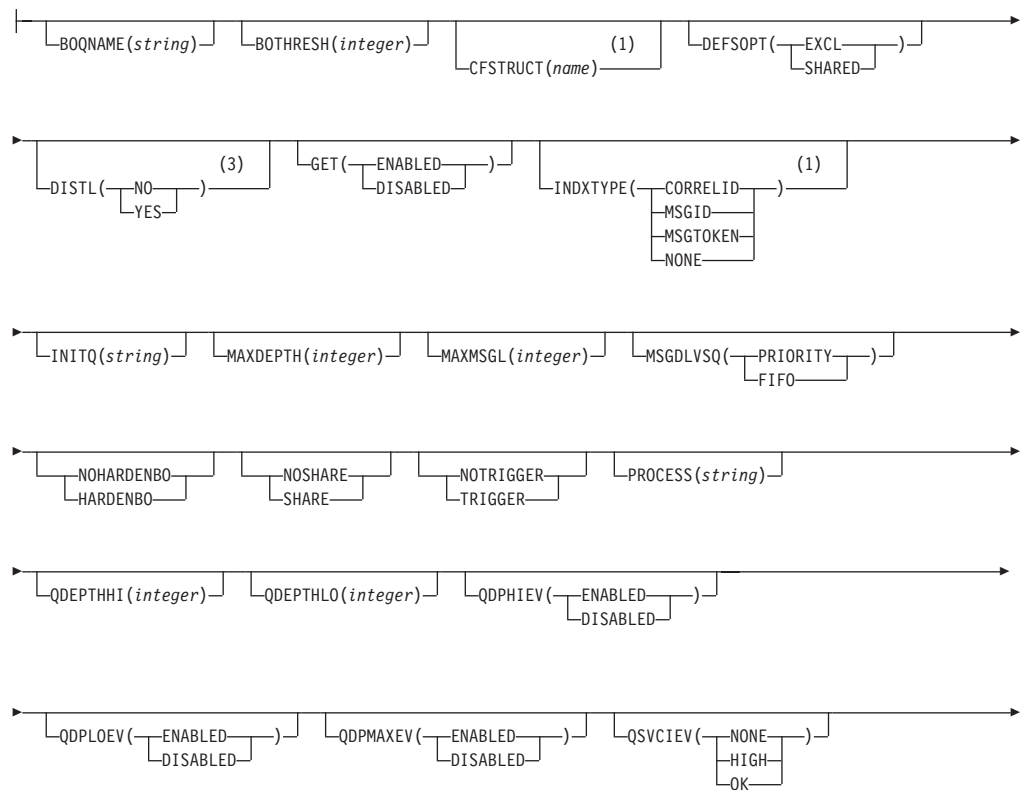 BOQNAME(string) BOTHRESH(integer) (1) DEFSOPT( EXCL )
CFSTRUCT(name) SHARED
(3) GET( ENABLED ) (1)
DISTL( NO ) DISABLED INDXTYPE( CORRELID )
YES MSGID
MSGTOKEN
NONE
INITQ(string) MAXDEPTH(integer) MAXMSGL(integer) MSGDLVSQ( PRIORITY )
FIFO
NOHARDENBO NOSHARE NOTRIGGER PROCESS(string)
HARDENBO SHARE TRIGGER
QDEPTHHI(integer) QDEPTHLO(integer) QDPHIEV( ENABLED )
DISABLED
QDPLOEV( ENABLED ) QDPMAXEV( ENABLED ) QSVCIEV( NONE )
DISABLED DISABLED HIGH
OK